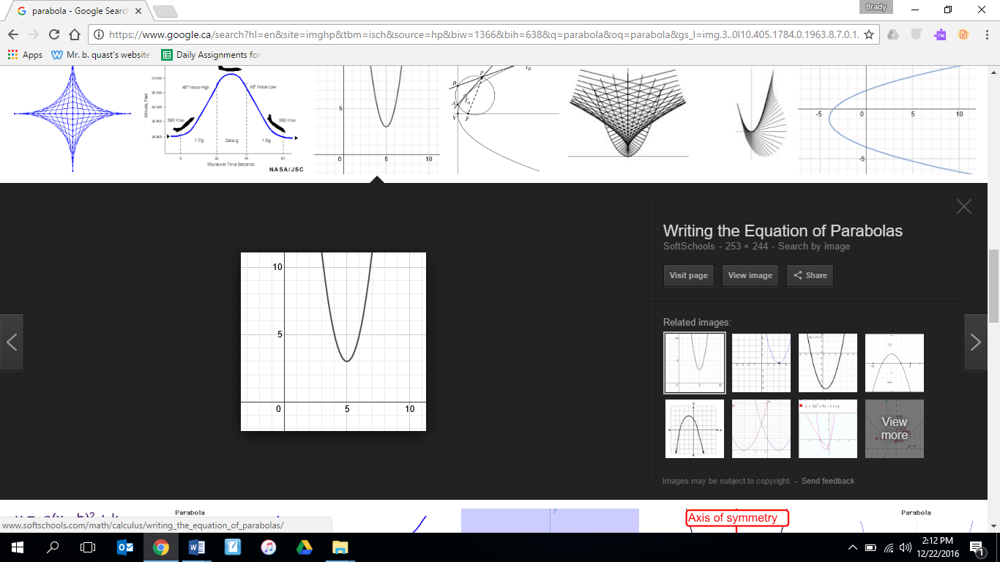 Brady
parabola - Google Search
https://www.google.ca/search?hl=en&site=imghp&tbm=isch&source=hp&biw=1366&bih=638&q=parabola&oq=parabola&gs_l=img.3..0l10.405.1784.0.1963.8.7.0.1.
Apps Mr. b. quast's website Daily Assignments for
45° Nose High 45° Nose Low
Altitude, Feet
1.8g Zero-g 1.8g
0 20 40 60
Maneuver Time Seconds
NASA/JSC
5
0 5 10
B P
A
V F
-5 0 5 10
-5
10
5
0 5 10
Writing the Equation of Parabolas
SoftSchools - 253 × 244 - Search by image
Visit page View image Share
Related images:
View
more
Images may be subject to copyright. - Send feedback
Parabola
y
Axis of symmetry
Parabola
www.softschools.com/math/calculus/writing_the_equation_of_parabolas/
2:12 PM
12/22/2016
1